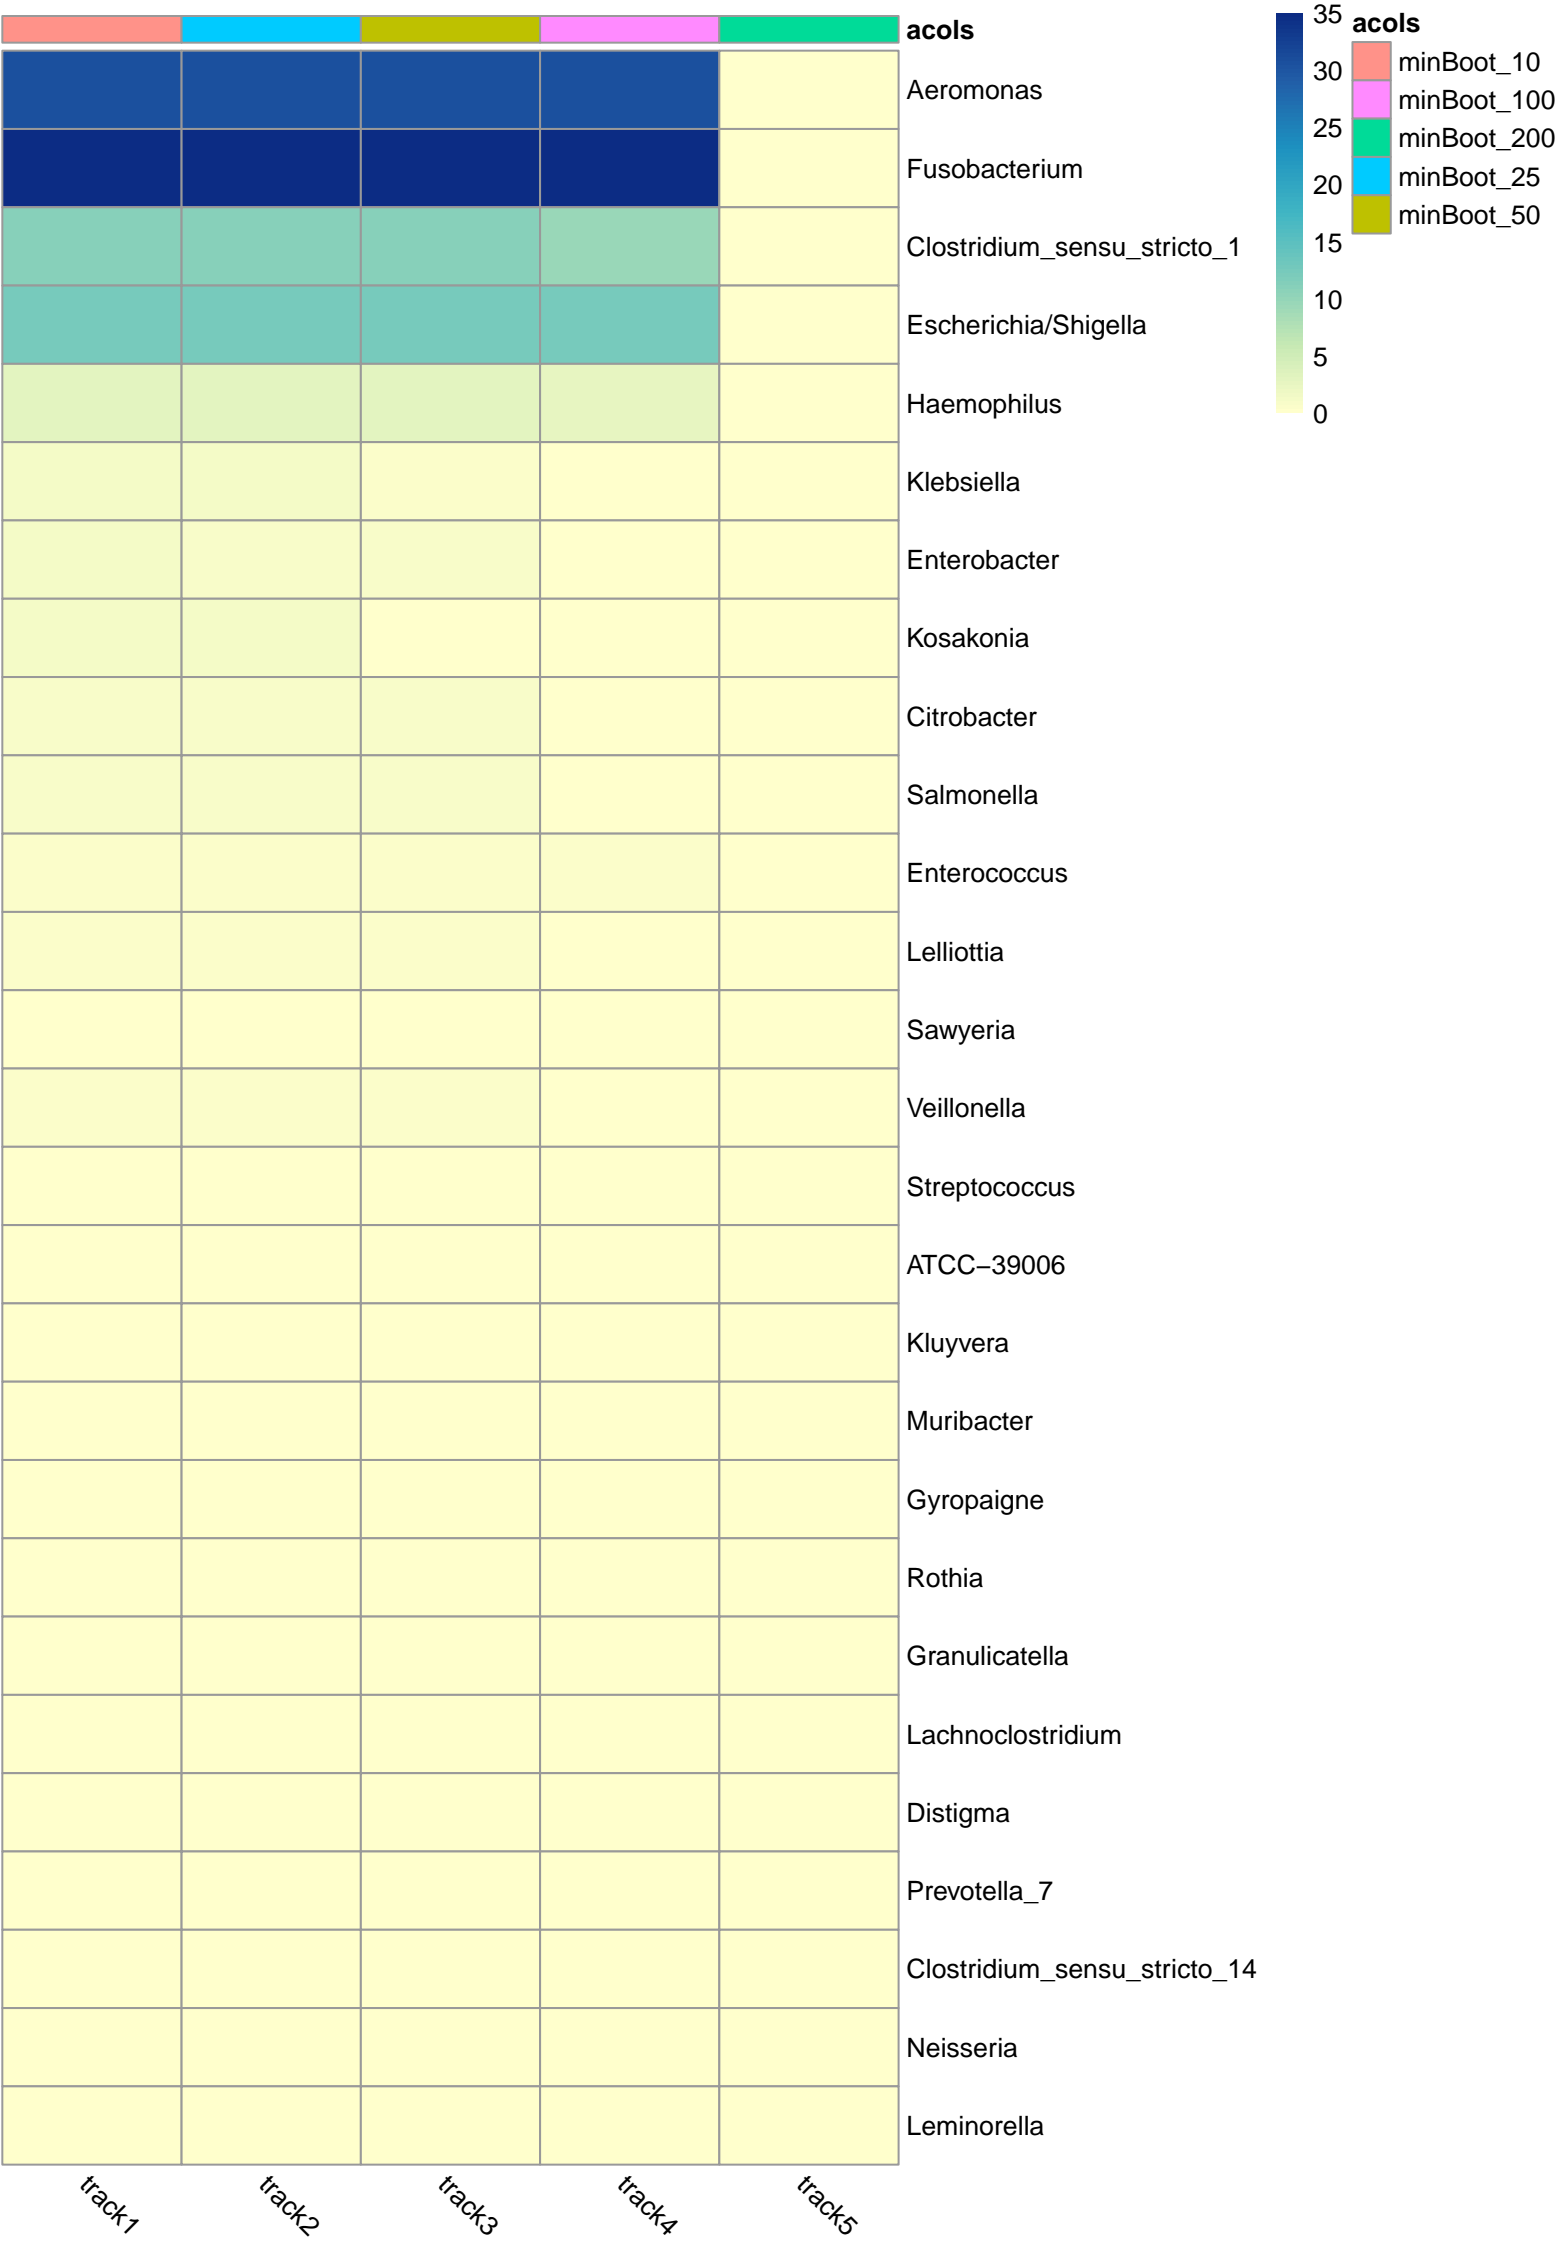 acols
Aeromonas
Fusobacterium
Clostridium_sensu_stricto_1
Escherichia/Shigella
Haemophilus
Klebsiella
Enterobacter
Kosakonia
Citrobacter
Salmonella
Enterococcus
Lelliottia
Sawyeria
Veillonella
Streptococcus
ATCC−39006
Kluyvera
Muribacter
Gyropaigne
Rothia
Granulicatella
Lachnoclostridium
Distigma
Prevotella_7
Clostridium_sensu_stricto_14
Neisseria
Leminorella
track1
track2
track3
track4
track5
35
30
25
20
15
10
5
0
acols
minBoot_10
minBoot_100
minBoot_200
minBoot_25
minBoot_50